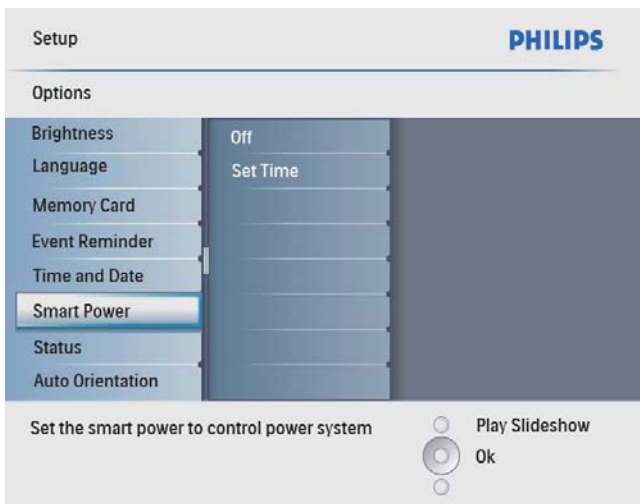 Setup
PHILIPS
Options
Brightness
Language
Memory Card
Event Reminder
Time and Date
Smart Power
Status
Auto Orientation
Off
Set Time
Set the smart power to control power system
Play Slideshow
Ok